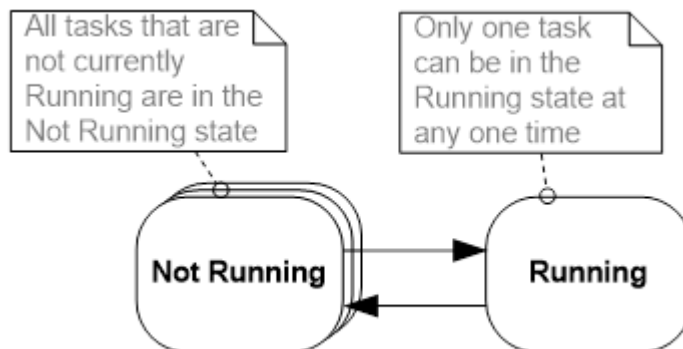 All tasks that are
not currently
Running are in the
Not Running state
Only one task
can be in the
Running state at
any one time
Not Running
Running